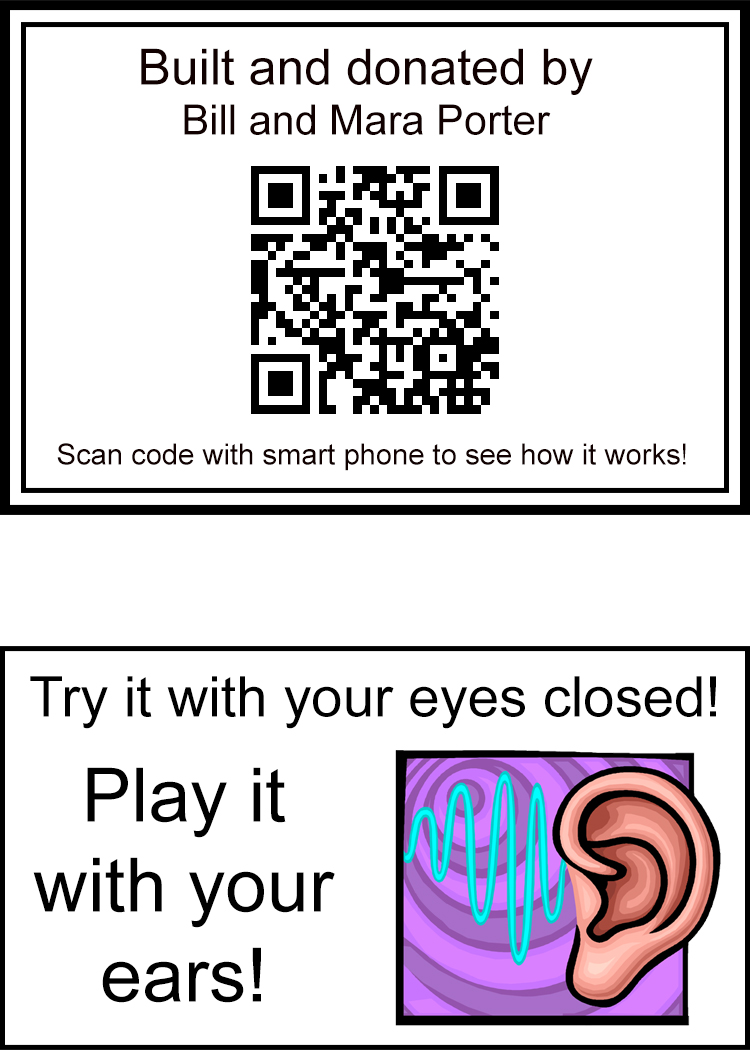 Built and donated by
Bill and Mara Porter
Scan code with smart phone to see how it works!
Try it with your eyes closed!
Play it
with your
ears!